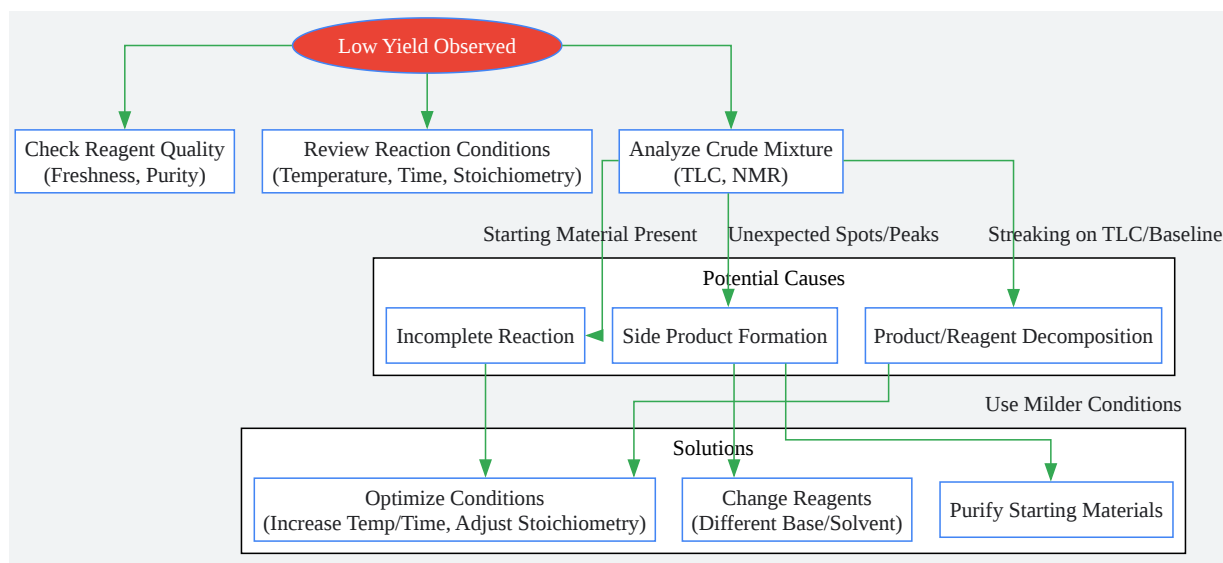 Low Yield Observed
Check Reagent Quality
(Freshness, Purity)
Review Reaction Conditions
(Temperature, Time, Stoichiometry)
Analyze Crude Mixture
(TLC, NMR)
Starting Material Present
Unexpected Spots/Peaks
Streaking on TLC/Baseline
Potential Causes
Incomplete Reaction
Side Product Formation
Product/Reagent Decomposition
Use Milder Conditions
Solutions
Optimize Conditions
(Increase Temp/Time, Adjust Stoichiometry)
Change Reagents
(Different Base/Solvent)
Purify Starting Materials